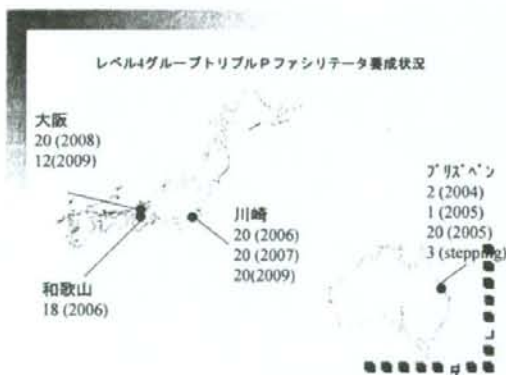 レベル4グループトリプルPファシリテータ養成状況
大阪
20 (2008)
12(2009)
川崎
20 (2006)
20 (2007)
20(2009)
和歌山
18 (2006)
ブリズベン
2 (2004)
1 (2005)
20 (2005)
3 (stepping)